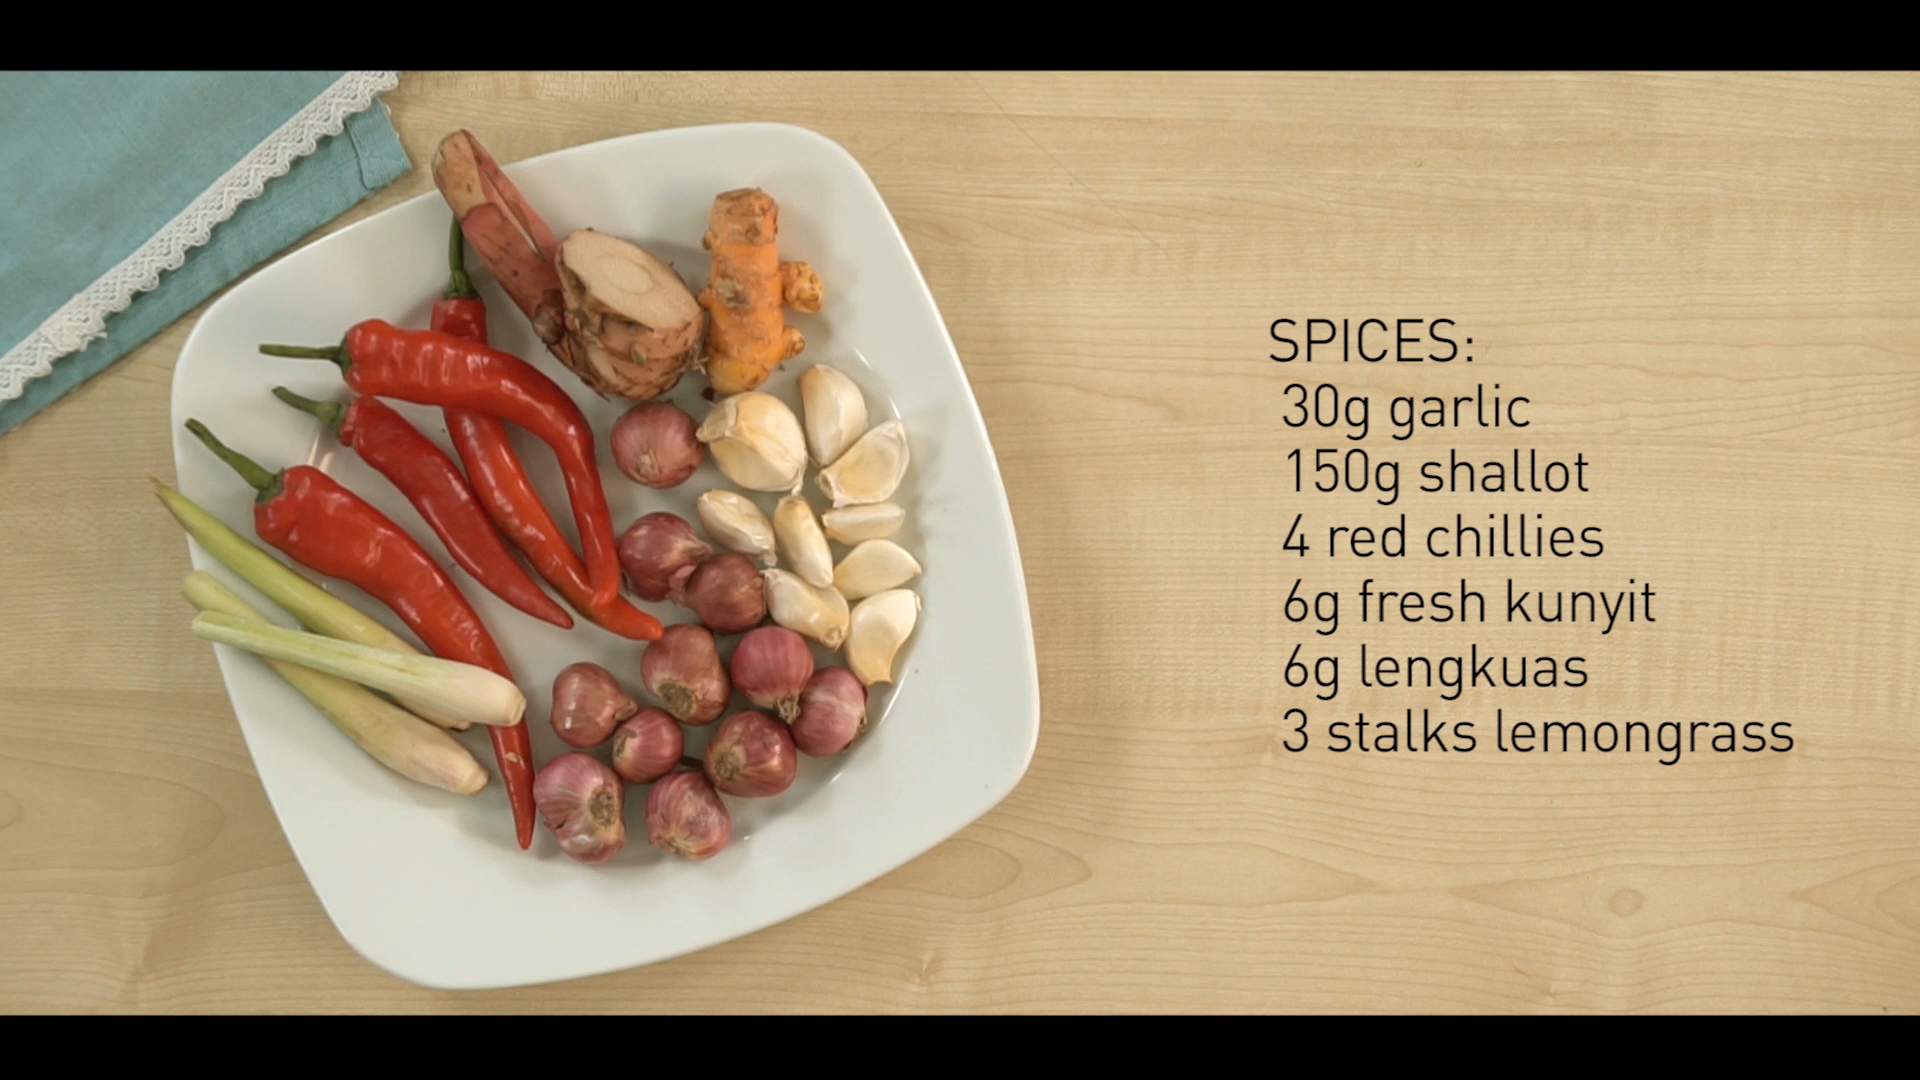 SPICES:
30g garlic
150g shallot
4 red chillies
6g fresh kunyit
6g lengkuas
3 stalks lemongrass